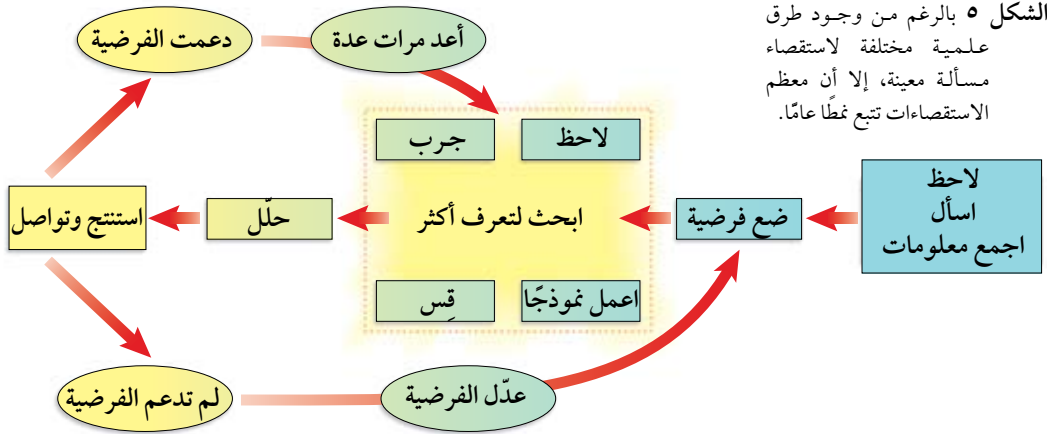 الشكل ٥ بالرغم من وجود طرق
علمية مختلفة لاستقصاء
مسألة معينة، إلا أن معظم
الاستقصاءات تتبع نمطًا عامًّا.
لاحظ
اسأل
اجمع معلومات
ضع فرضية
ابحث لتعرف أكثر
لاحظ
جرب
اعمل نموذجًا
قِس
حلّل
استنتج وتواصل
دعمت الفرضية
أعد مرات عدة
لم تدعم الفرضية
عدّل الفرضية